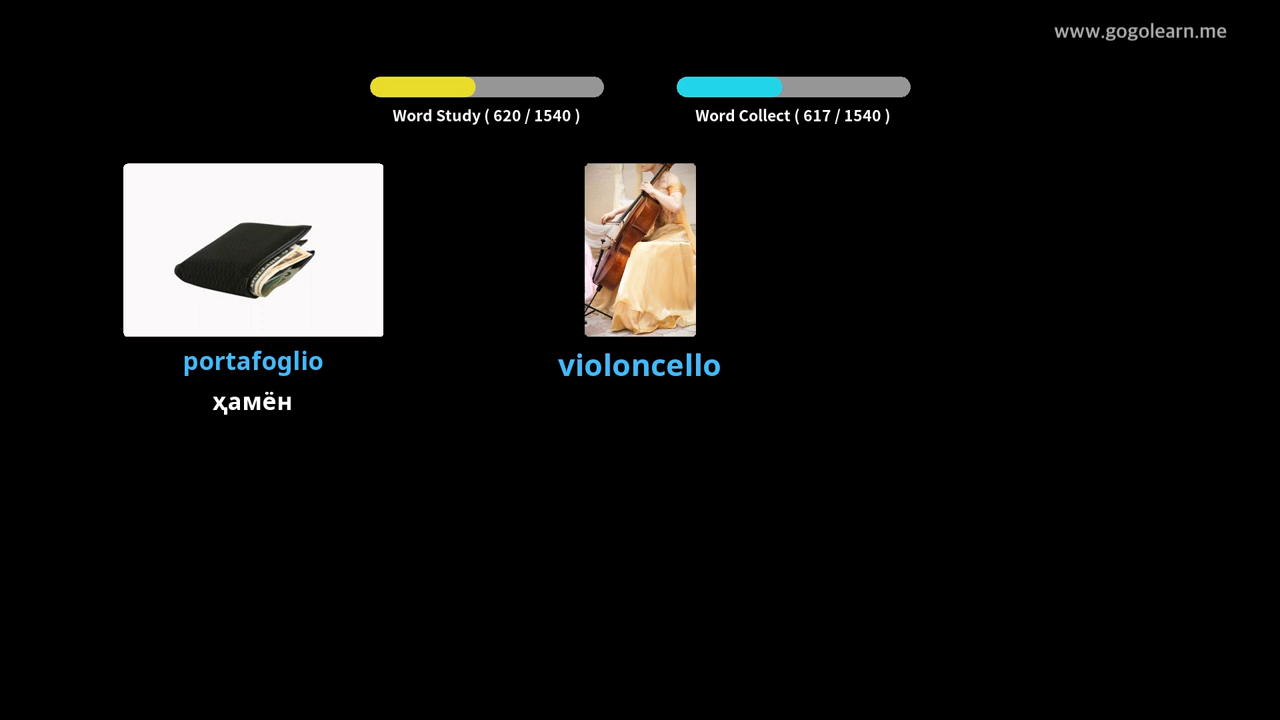 www.gogolearn.me
Word Study ( 620 / 1540 )
Word Collect ( 617 / 1540 )
portafoglio
ҳамён
violoncello